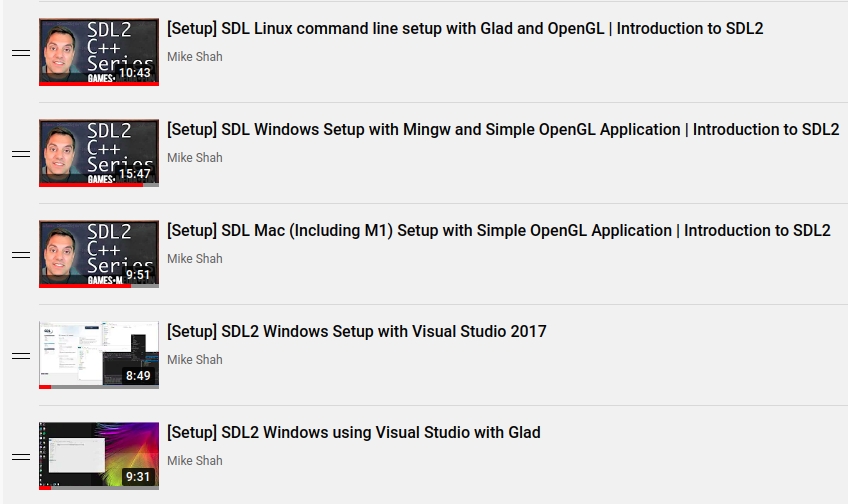 SDL2
C++
Series
GAMES
10:43
[Setup] SDL Linux command line setup with Glad and OpenGL | Introduction to SDL2
Mike Shah
SDL2
C++
Series
GAMES
15:47
[Setup] SDL Windows Setup with Mingw and Simple OpenGL Application | Introduction to SDL2
Mike Shah
SDL2
C++
Series
GAMES
9:51
[Setup] SDL Mac (Including M1) Setup with Simple OpenGL Application | Introduction to SDL2
Mike Shah
8:49
[Setup] SDL2 Windows Setup with Visual Studio 2017
Mike Shah
9:31
[Setup] SDL2 Windows using Visual Studio with Glad
Mike Shah